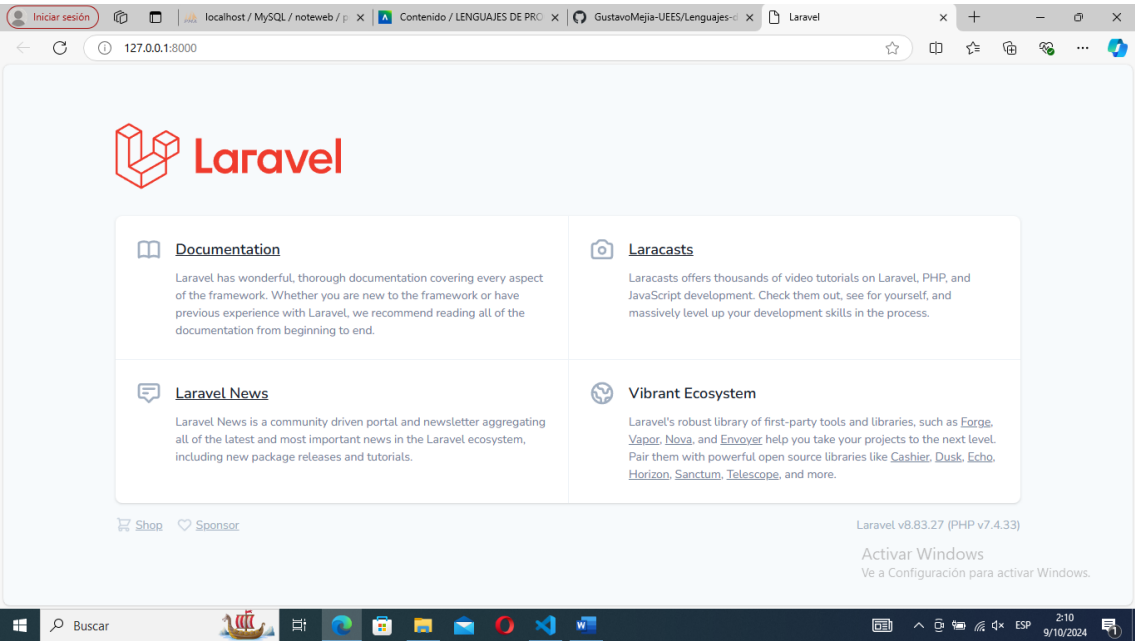 Iniciar sesión
localhost / MySQL / noteweb / p
Contenido / LENGUAJES DE PRO
GustavoMejia-UEES/Lenguajes-d
Laravel
127.0.0.1:8000
Laravel
Documentation
Laravel has wonderful, thorough documentation covering every aspect
of the framework. Whether you are new to the framework or have
previous experience with Laravel, we recommend reading all of the
documentation from beginning to end.
Laracasts
Laracasts offers thousands of video tutorials on Laravel, PHP, and
JavaScript development. Check them out, see for yourself, and
massively level up your development skills in the process.
Laravel News
Laravel News is a community driven portal and newsletter aggregating
all of the latest and most important news in the Laravel ecosystem,
including new package releases and tutorials.
Vibrant Ecosystem
Laravel's robust library of first-party tools and libraries, such as Forge,
Vapor, Nova, and Envoyer help you take your projects to the next level.
Pair them with powerful open source libraries like Cashier, Dusk, Echo,
Horizon, Sanctum, Telescope, and more.
Shop
Sponsor
Laravel v8.83.27 (PHP v7.4.33)
Activar Windows
Ve a Configuración para activar Windows.
Buscar
ESP
2:10
9/10/2024